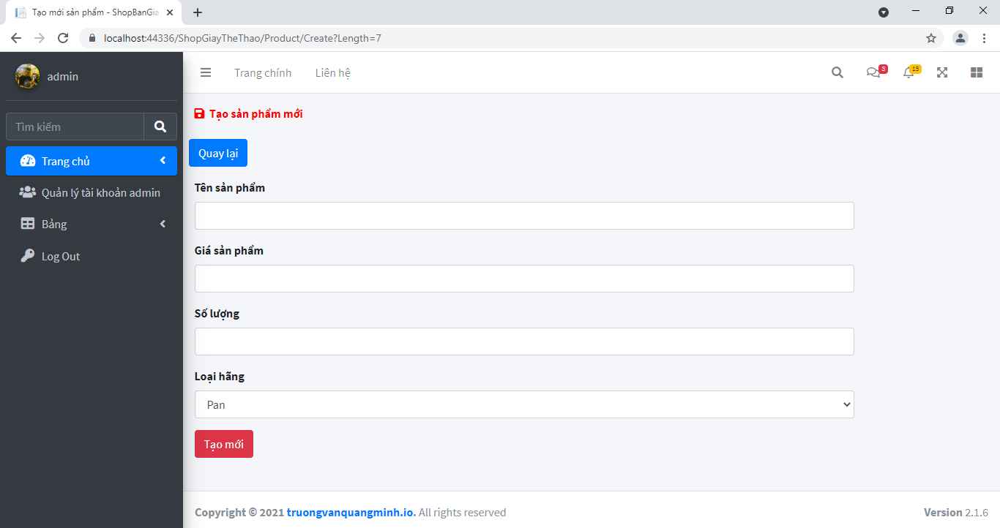 Tạo mới sản phẩm - ShopBanGia
localhost:44336/ShopGiayTheThao/Product/Create?Length=7
admin
Trang chính
Liên hệ
3
15
Tạo sản phẩm mới
Tìm kiếm
Quay lại
Trang chủ
Tên sản phẩm
Quản lý tài khoản admin
Bảng
Giá sản phẩm
Log Out
Số lượng
Loại hãng
Pan
Tạo mới
Copyright © 2021 truongvanquangminh.io. All rights reserved
Version 2.1.6